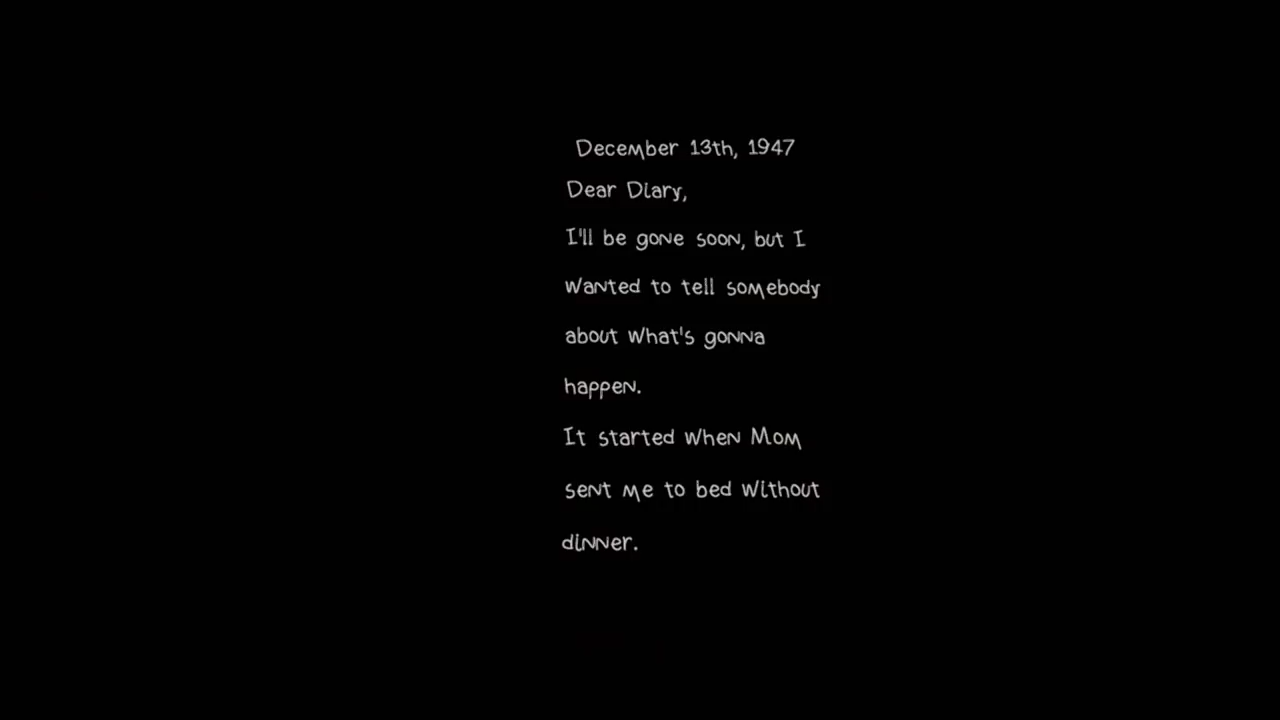 December 13th, 1947
Dear Diary,
I'll be gone soon, but I
wanted to tell somebody
about what's gonna
happen.
It started when Mom
sent me to bed without
dinner.